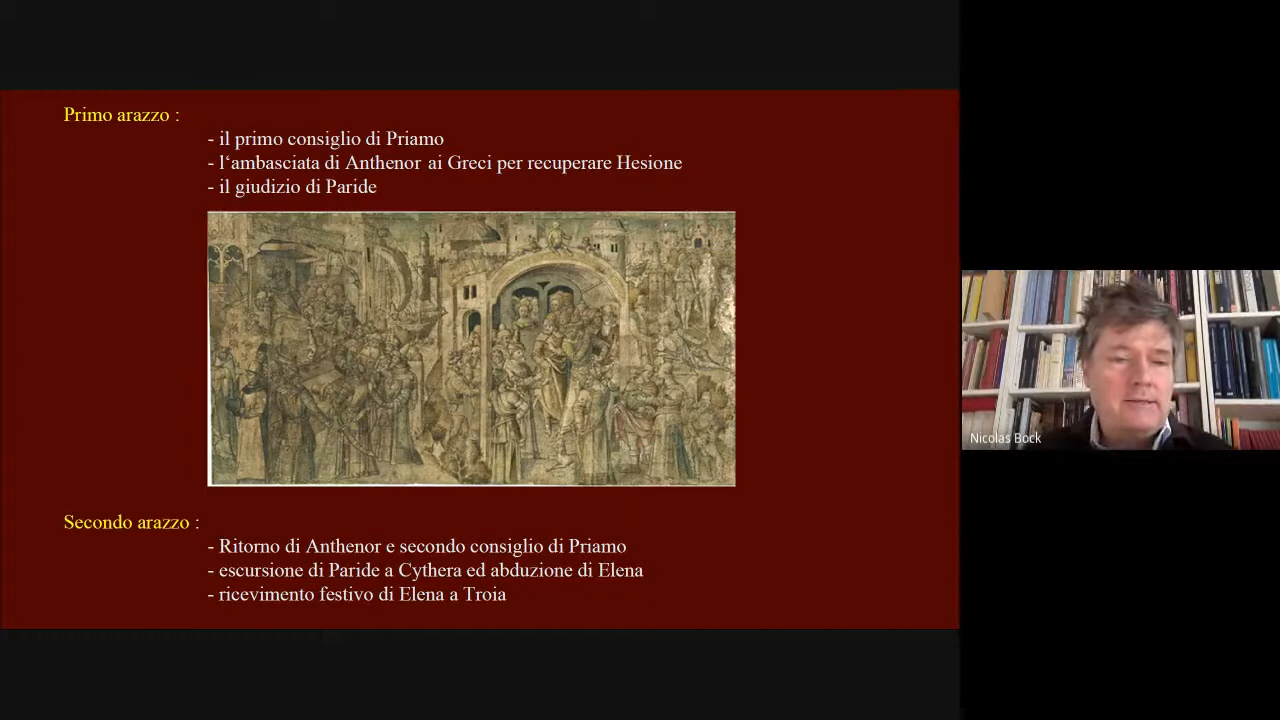 Primo arazzo :
- il primo consiglio di Priamo
- l‘ambasciata di Anthenor ai Greci per recuperare Hesione
- il giudizio di Paride
Secondo arazzo :
- Ritorno di Anthenor e secondo consiglio di Priamo
- escursione di Paride a Cythera ed abduzione di Elena
- ricevimento festivo di Elena a Troia
Nicolas Bock